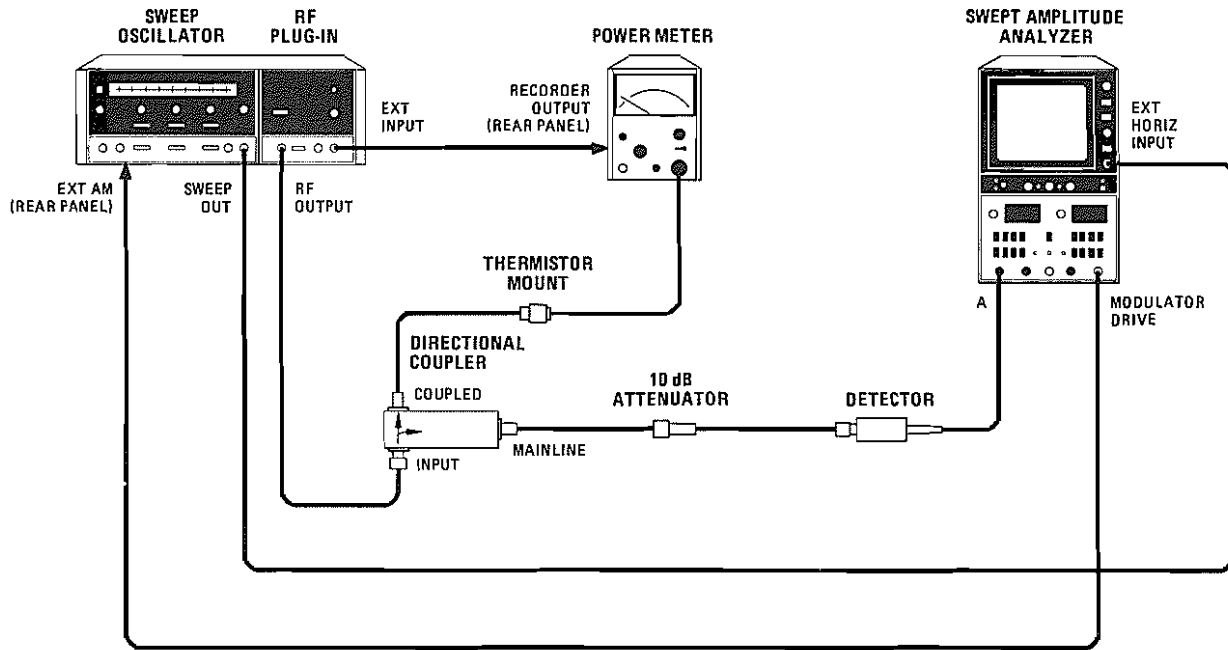 SWEEP
OSCILLATOR
RF
PLUG-IN
POWER METER
SWEPT AMPLITUDE
ANALYZER
EXT
INPUT
RECORDER
OUTPUT
(REAR PANEL)
EXT
HORIZ
INPUT
EXT AM
(REAR PANEL)
SWEEP
OUT
RF
OUTPUT
THERMISTOR
MOUNT
A
MODULATOR
DRIVE
DIRECTIONAL
COUPLER
COUPLED
10 dB
ATTENUATOR
DETECTOR
MAINLINE
INPUT